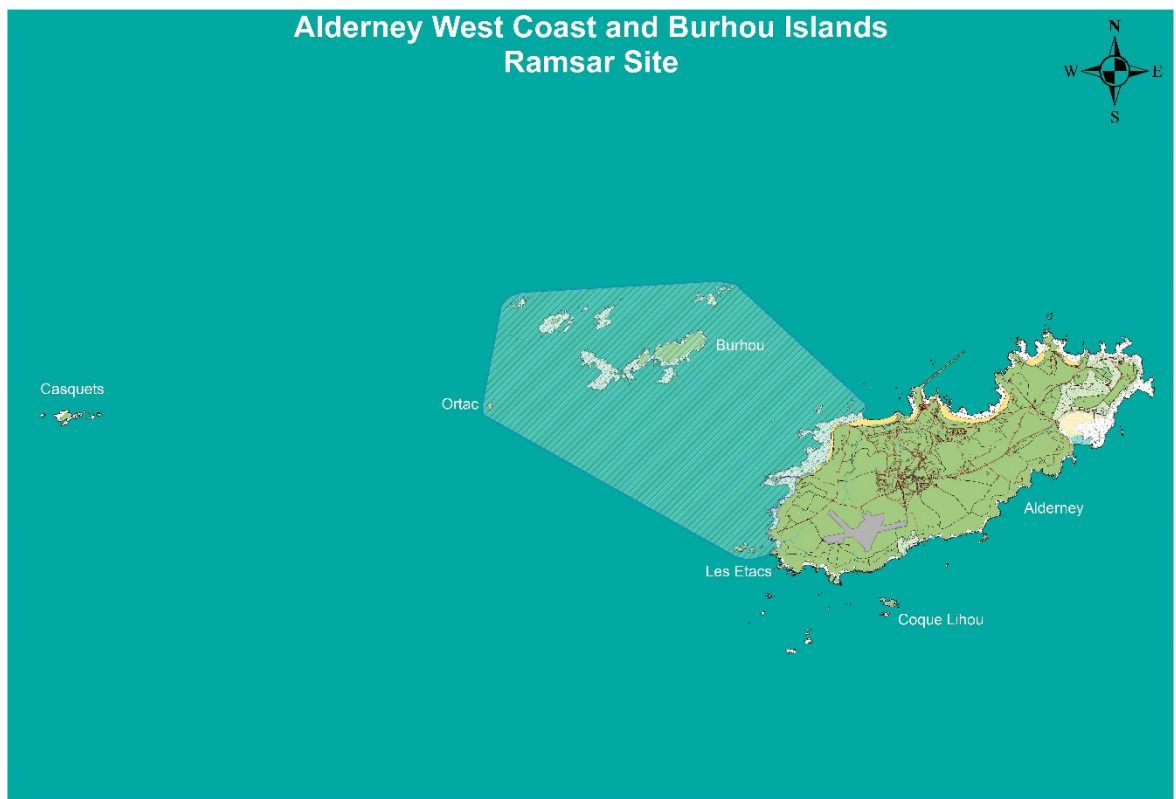 Alderney West Coast and Burhou Islands
Ramsar Site
N
W
E
S
Burhou
Casquets
Ortac
Alderney
Les Etacs
Coque Lihou